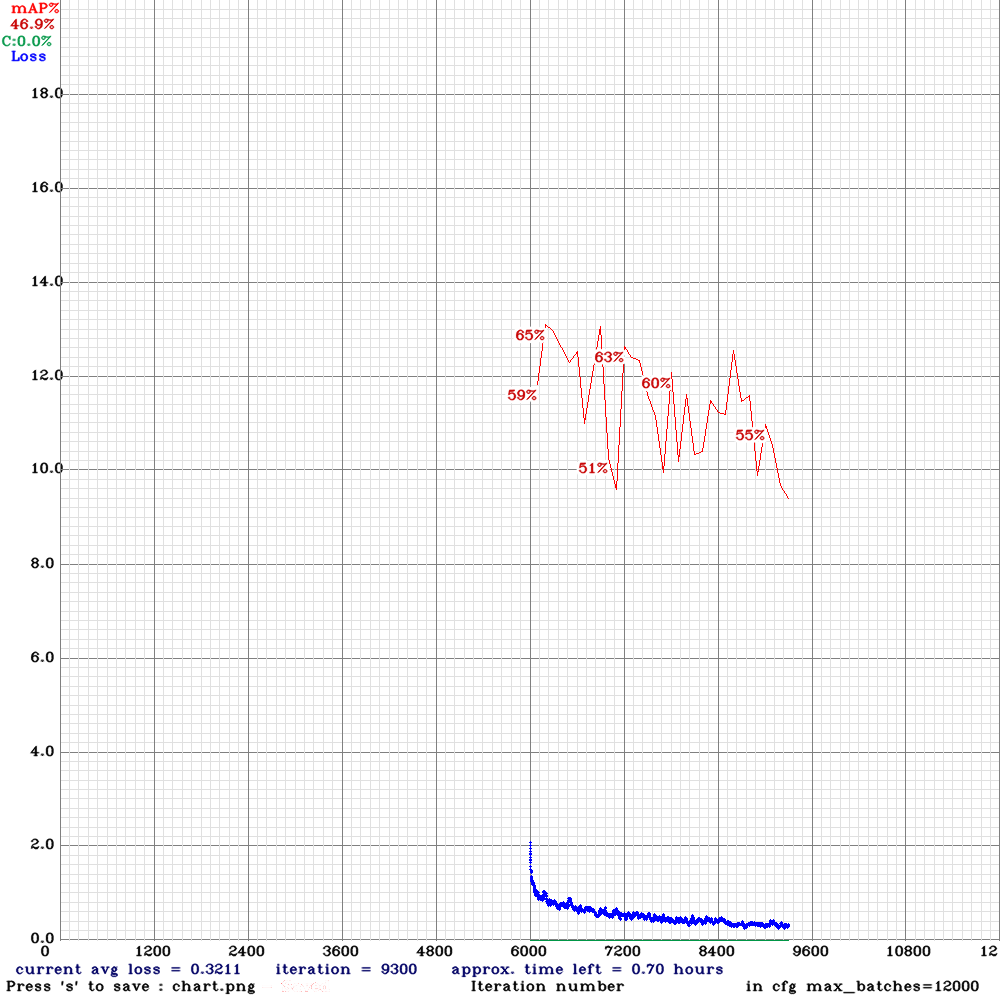 mAP%
46.9%
C:0.0%
Loss
18.0
16.0
14.0
65%
63%
12.0
60%
59%
55%
51%
10.0
8.0
6.0
4.0
2.0
0.0
0 1200 2400 3600 4800 6000 7200 8400 9600 10800 12
current avg loss = 0.3211 iteration = 9300 approx. time left = 0.70 hours
Press 's' to save : chart.png Iteration number in cfg max_batches=12000